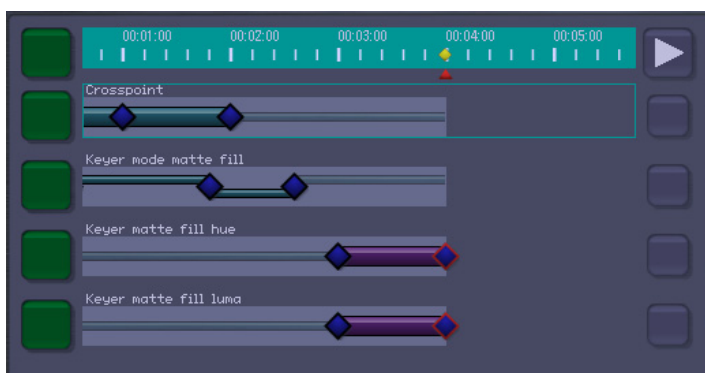 00:01:00 00:02:00 00:03:00 00:04:00 00:05:00
Crosspoint
Keyer mode matte fill
Keyer matte fill hue
Keyer matte fill luma